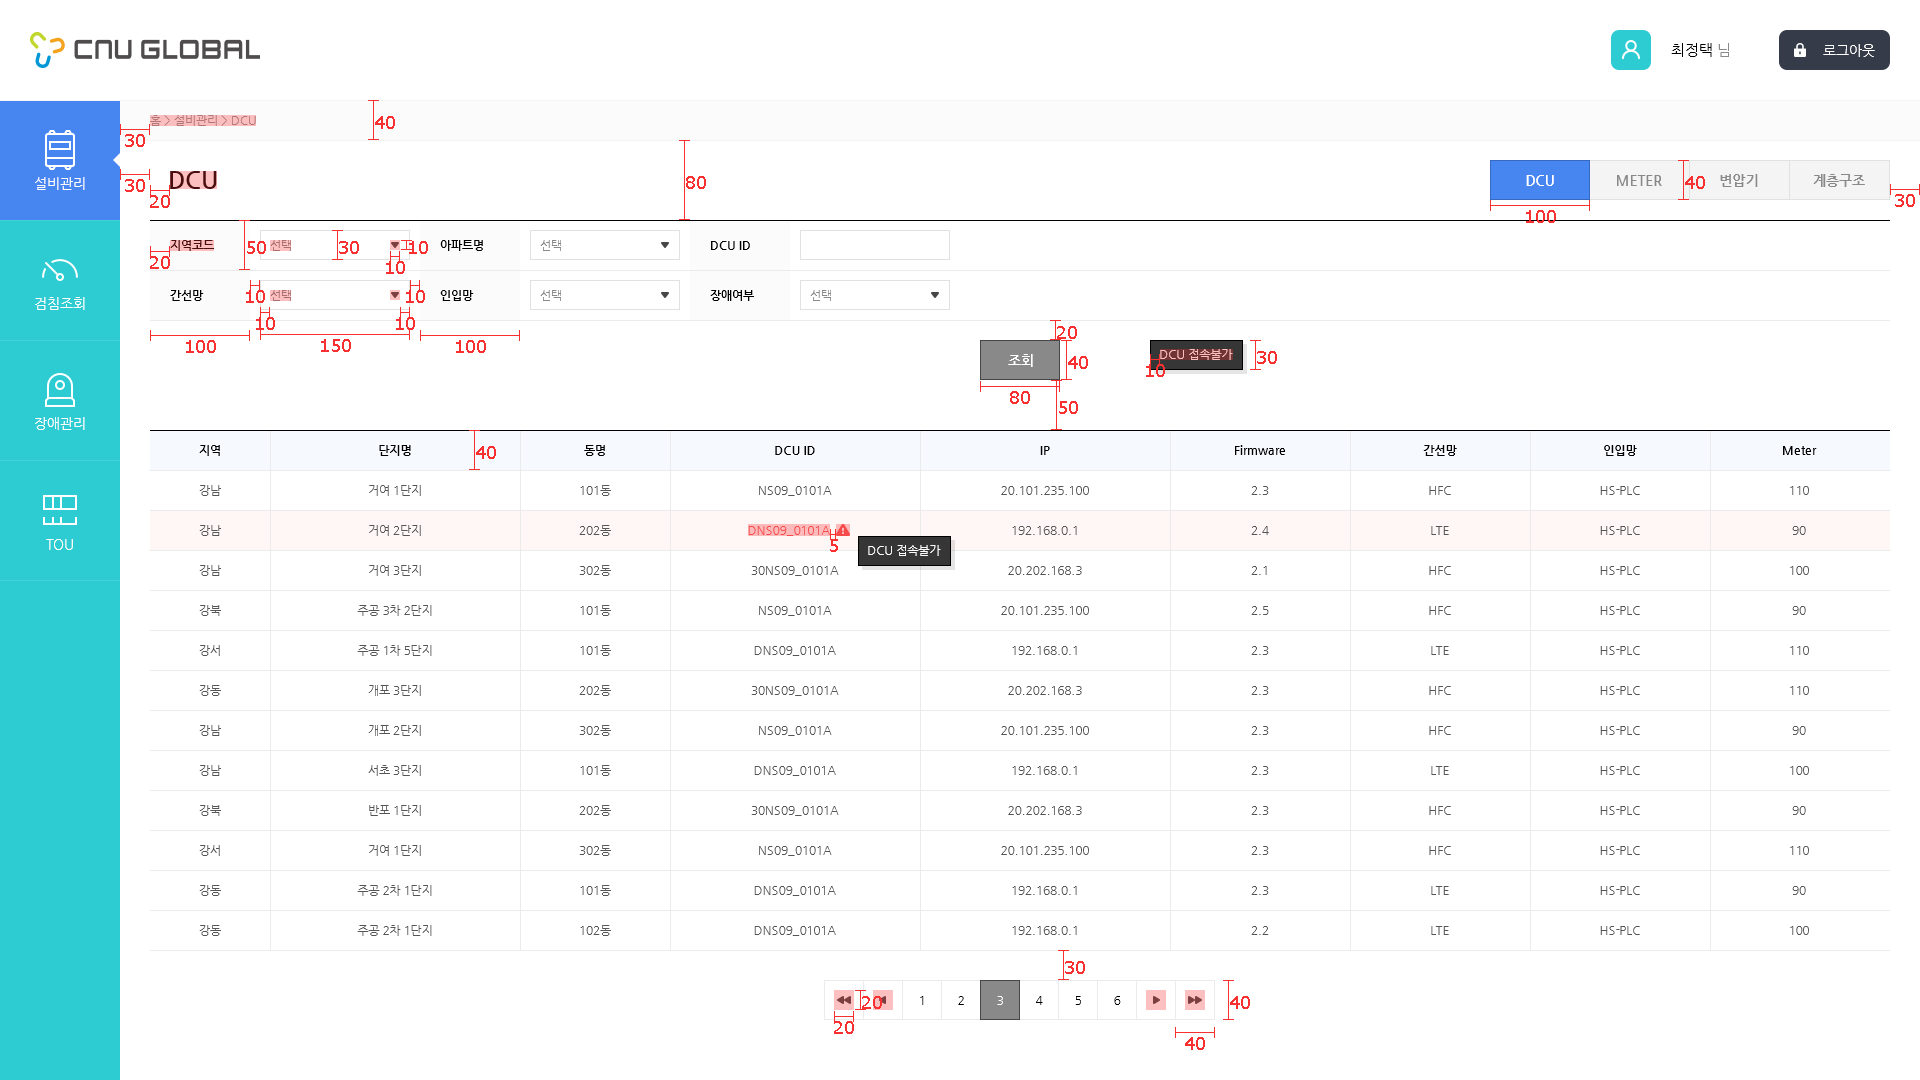 CNU GLOBAL
최정택 님
로그아웃
홈 > 설비관리 > DCU
40
30
설비관리
30
20
DCU
80
DCU
METER
40
변압기
계층구조
100
30
지역코드
20
50
선택
30
10
10
아파트명
선택
DCU ID
간선망
10
선택
10
10
10
인입망
선택
장애여부
선택
100
150
100
검침조회
장애관리
TOU
20
조회
40
80
50
DCU 접속불가
10
30
지역 단지명 동명 DCU ID IP Firmware 간선망 인입망 Meter
40
강남 거여 1단지 101동 NS09_0101A 20.101.235.100 2.3 HFC HS-PLC 110
강남 거여 2단지 202동 DNS09_0101A 192.168.0.1 2.4 LTE HS-PLC 90
5
DCU 접속불가
강남 거여 3단지 302동 30NS09_0101A 20.202.168.3 2.1 HFC HS-PLC 100
강북 주공 3차 2단지 101동 NS09_0101A 20.101.235.100 2.5 HFC HS-PLC 90
강서 주공 1차 5단지 101동 DNS09_0101A 192.168.0.1 2.3 LTE HS-PLC 110
강동 개포 3단지 202동 30NS09_0101A 20.202.168.3 2.3 HFC HS-PLC 110
강남 개포 2단지 302동 NS09_0101A 20.101.235.100 2.3 HFC HS-PLC 90
강남 서초 3단지 101동 DNS09_0101A 192.168.0.1 2.3 LTE HS-PLC 100
강북 반포 1단지 202동 30NS09_0101A 20.202.168.3 2.3 HFC HS-PLC 90
강서 거여 1단지 302동 NS09_0101A 20.101.235.100 2.3 HFC HS-PLC 110
강동 주공 2차 1단지 101동 DNS09_0101A 192.168.0.1 2.3 LTE HS-PLC 90
강동 주공 2차 1단지 102동 DNS09_0101A 192.168.0.1 2.2 LTE HS-PLC 100
30
20
1 2 3 4 5 6
40
20
40